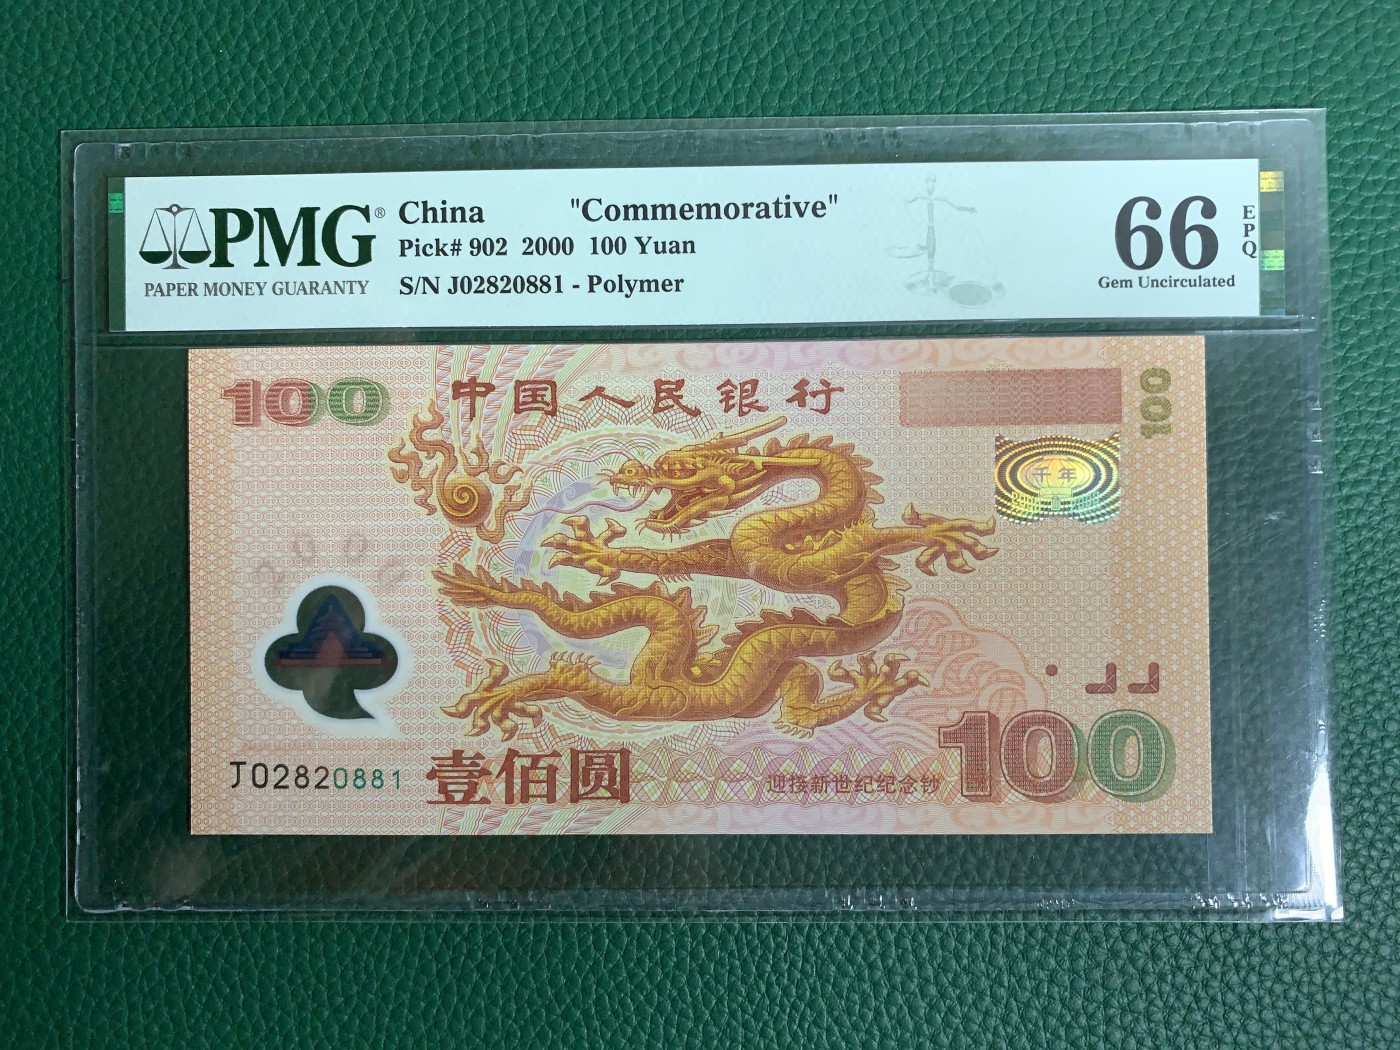 PMG®
PAPER MONEY GUARANTY
China "Commemorative"
Pick# 902 2000 100 Yuan
S/N J02820881 - Polymer
66
EPQ
Gem Uncirculated
100
中国人民银行
100
千年
2000
J02820881
壹佰圆
迎接新世纪纪念钞
100